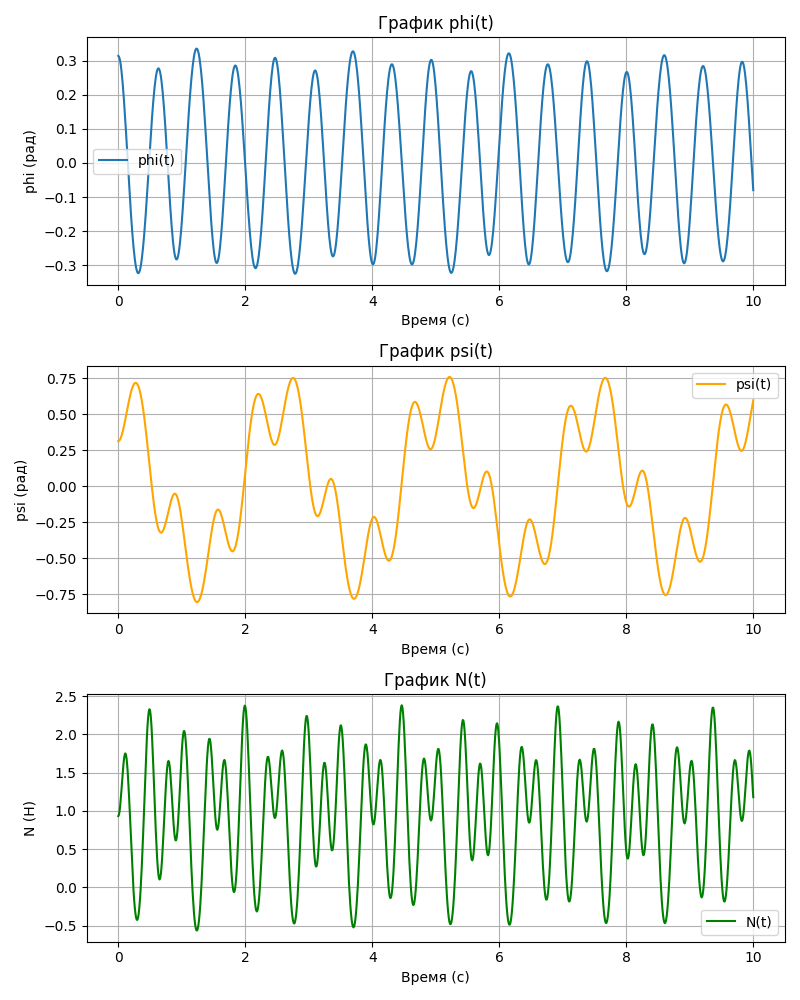 График phi(t)
phi (рад)
0.3
0.2
0.1
0.0
−0.1
−0.2
−0.3
phi(t)
0 2 4 6 8 10
Время (с)
График psi(t)
psi (рад)
0.75
0.50
0.25
0.00
−0.25
−0.50
−0.75
psi(t)
0 2 4 6 8 10
Время (с)
График N(t)
N (Н)
2.5
2.0
1.5
1.0
0.5
0.0
−0.5
N(t)
0 2 4 6 8 10
Время (с)